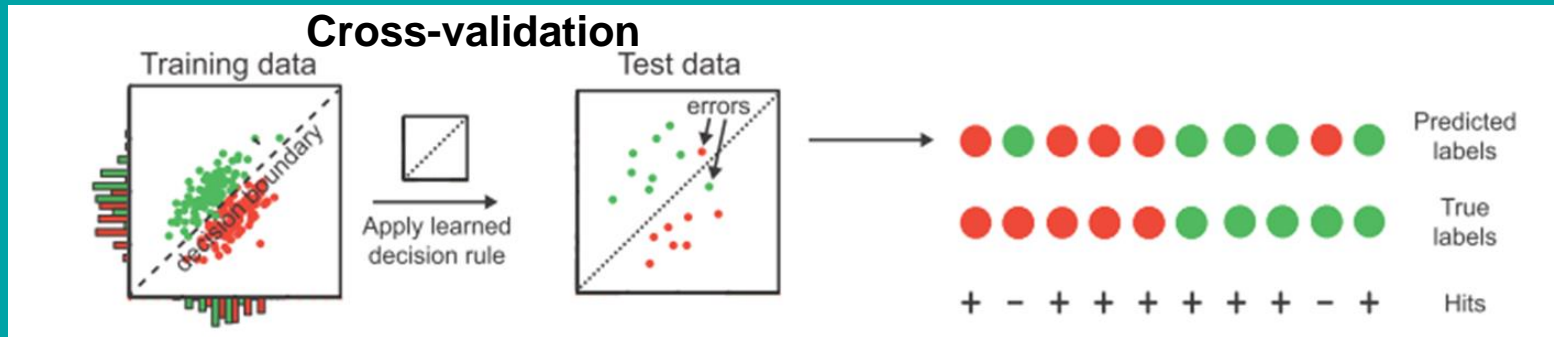 Cross-validation
Training data
decision boundary
Apply learned
decision rule
Test data
errors
Predicted
labels
True
labels
+ − + + + + + + − +
Hits